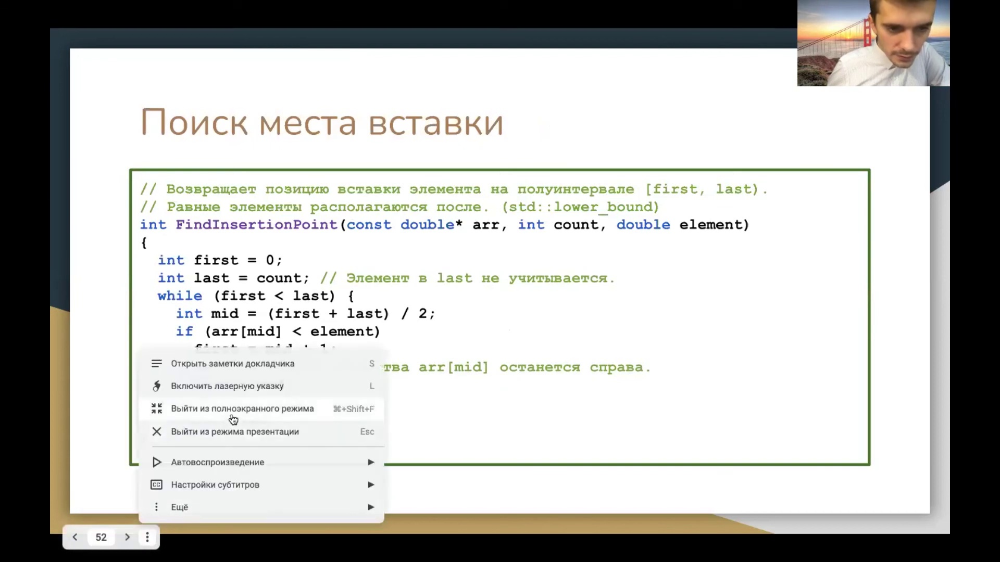 Поиск места вставки
// Возвращает позицию вставки элемента на полуинтервале [first, last).
// Равные элементы располагаются после. (std::lower_bound)
int FindInsertionPoint(const double* arr, int count, double element)
{
int first = 0;
int last = count; // Элемент в last не учитывается.
while (first < last) {
int mid = (first + last) / 2;
if (arr[mid] < element)
first = mid + 1;
тва arr[mid] останется справа.
Открыть заметки докладчика S
Включить лазерную указку L
Выйти из полноэкранного режима ⌘+Shift+F
Выйти из режима презентации Esc
Автовоспроизведение
Настройки субтитров
Ещё
52